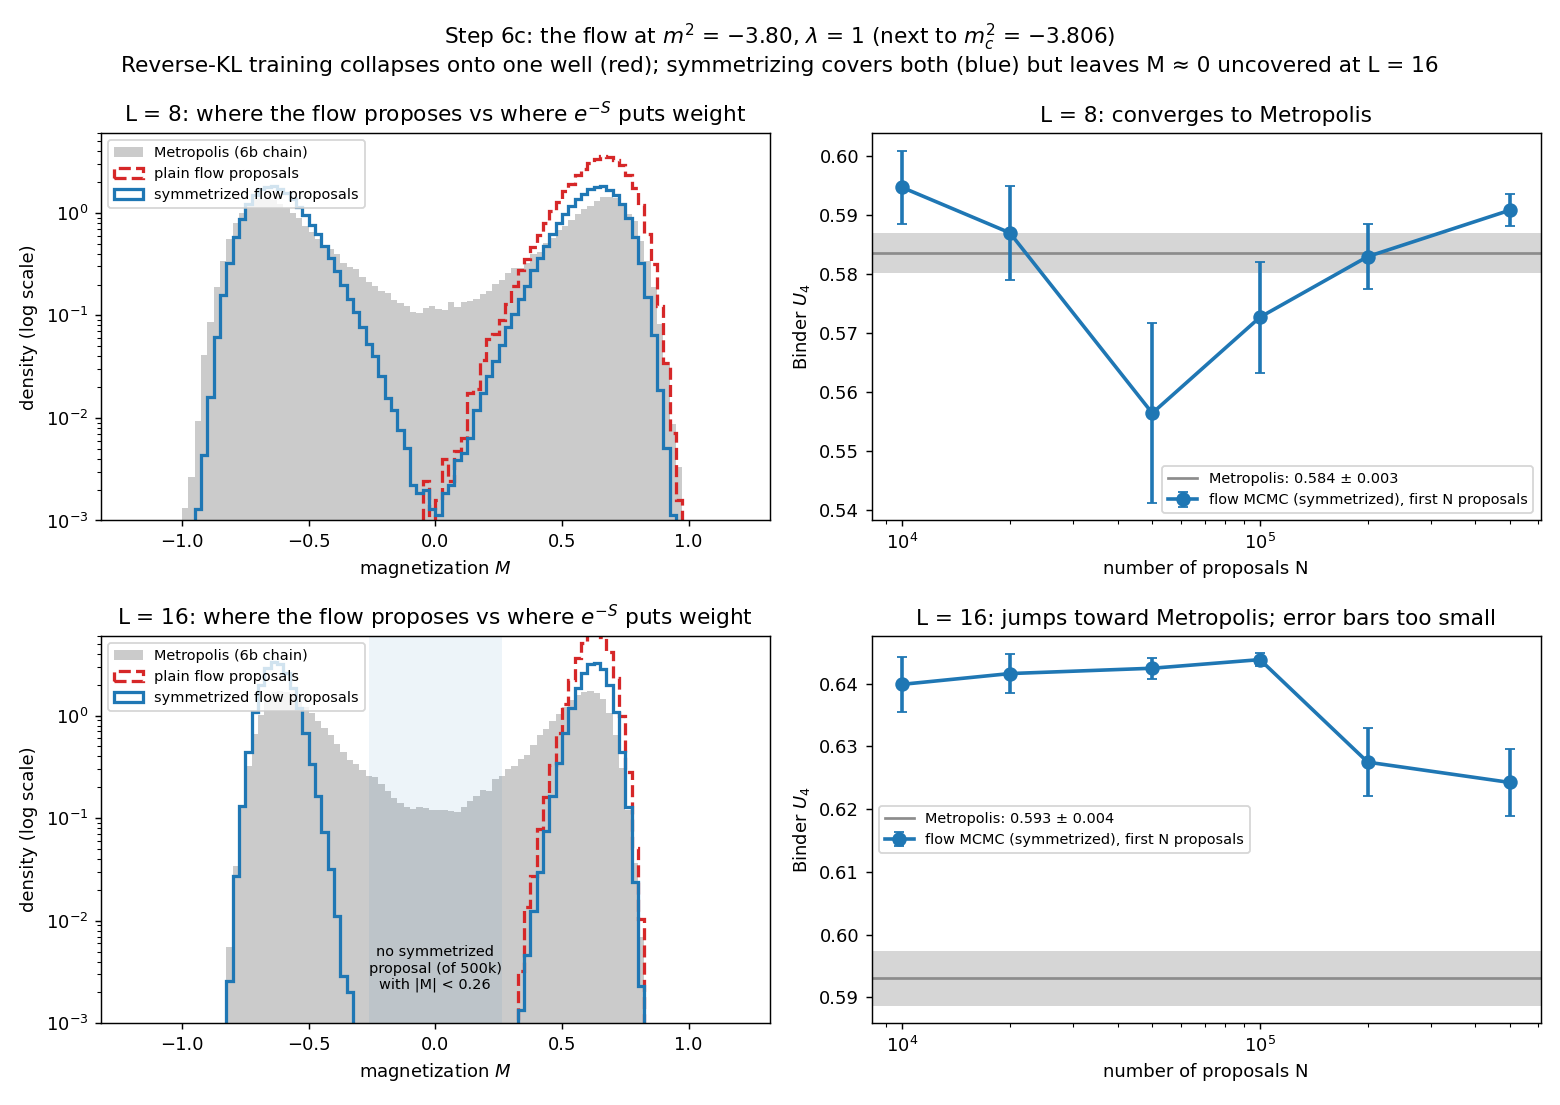 Step 6c: the flow at m² = −3.80, λ = 1 (next to m²_c = −3.806)
Reverse-KL training collapses onto one well (red); symmetrizing covers both (blue) but leaves M ≈ 0 uncovered at L = 16
L = 8: where the flow proposes vs where e^{−S} puts weight
Metropolis (6b chain)
plain flow proposals
symmetrized flow proposals
density (log scale)
10⁰
10⁻¹
10⁻²
10⁻³
−1.0 −0.5 0.0 0.5 1.0
magnetization M
L = 8: converges to Metropolis
Binder U₄
0.60
0.59
0.58
0.57
0.56
0.55
0.54
Metropolis: 0.584 ± 0.003
flow MCMC (symmetrized), first N proposals
10⁴ 10⁵
number of proposals N
L = 16: where the flow proposes vs where e^{−S} puts weight
Metropolis (6b chain)
plain flow proposals
symmetrized flow proposals
density (log scale)
10⁰
10⁻¹
10⁻²
10⁻³
no symmetrized
proposal (of 500k)
with |M| < 0.26
−1.0 −0.5 0.0 0.5 1.0
magnetization M
L = 16: jumps toward Metropolis; error bars too small
Binder U₄
0.64
0.63
0.62
0.61
0.60
0.59
Metropolis: 0.593 ± 0.004
flow MCMC (symmetrized), first N proposals
10⁴ 10⁵
number of proposals N